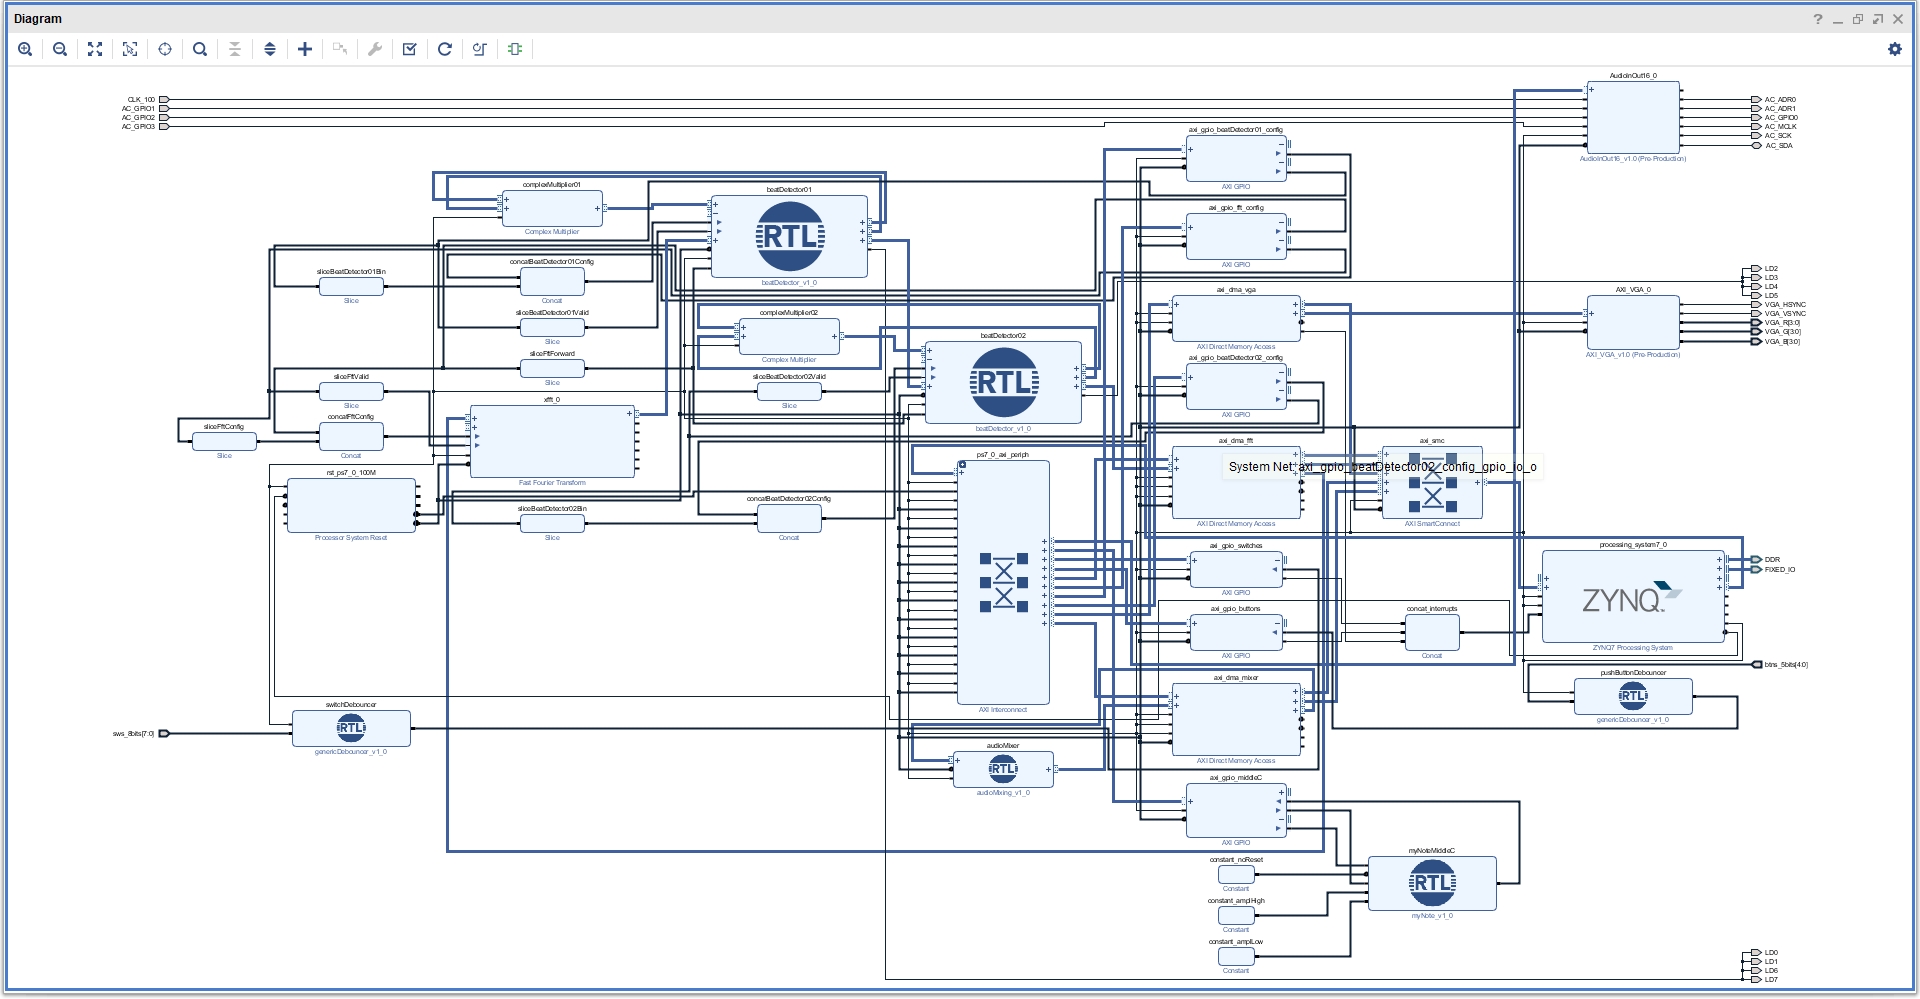 Diagram
AudioInOut16_0
CLK_100
AC_GPIO1
AC_GPIO2
AC_GPIO3
AC_ADR0
AC_ADR1
AC_GPIO0
AC_MCLK
AC_SCK
AC_SDA
AudioInOut16_v1.0 (Pre-Production)
axi_gpio_beatDetector01_config
AXI GPIO
complexMultiplier01
Complex Multiplier
beatDetector01
RTL
beatDetector_v1_0
axi_gpio_fft_config
AXI GPIO
sliceBeatDetector01Bin
Slice
concatBeatDetector01Config
Concat
LD2
LD3
LD4
LD5
axi_dma_vga
AXI Direct Memory Access
AXI_VGA_0
AXI_VGA_v1.0 (Pre-Production)
VGA_HSYNC
VGA_VSYNC
VGA_R[3:0]
VGA_G[3:0]
VGA_B[3:0]
sliceBeatDetector01Valid
Slice
complexMultiplier02
Complex Multiplier
beatDetector02
RTL
beatDetector_v1_0
sliceFftForward
Slice
axi_gpio_beatDetector02_config
AXI GPIO
sliceFftValid
Slice
sliceBeatDetector02Valid
Slice
xfft_0
Fast Fourier Transform
concatFftConfig
Concat
sliceFftConfig
Slice
axi_dma_fft
AXI Direct Memory Access
axi_smc
AXI SmartConnect
System Net: axi_gpio_beatDetector02_config_gpio_io_o
ps7_0_axi_periph
AXI Interconnect
rst_ps7_0_100M
Processor System Reset
sliceBeatDetector02Bin
Slice
concatBeatDetector02Config
Concat
axi_gpio_switches
AXI GPIO
processing_system7_0
ZYNQ
ZYNQ7 Processing System
DDR
FIXED_IO
axi_gpio_buttons
AXI GPIO
concat_interrupts
Concat
btns_5bits[4:0]
pushButtonDebouncer
RTL
genericDebouncer_v1_0
axi_dma_mixer
AXI Direct Memory Access
switchDebouncer
RTL
genericDebouncer_v1_0
sws_8bits[7:0]
audioMixer
RTL
audioMixing_v1_0
axi_gpio_middleC
AXI GPIO
constant_noReset
Constant
myNoteMiddleC
RTL
myNote_v1_0
constant_amplHigh
Constant
constant_amplLow
Constant
LD0
LD1
LD6
LD7